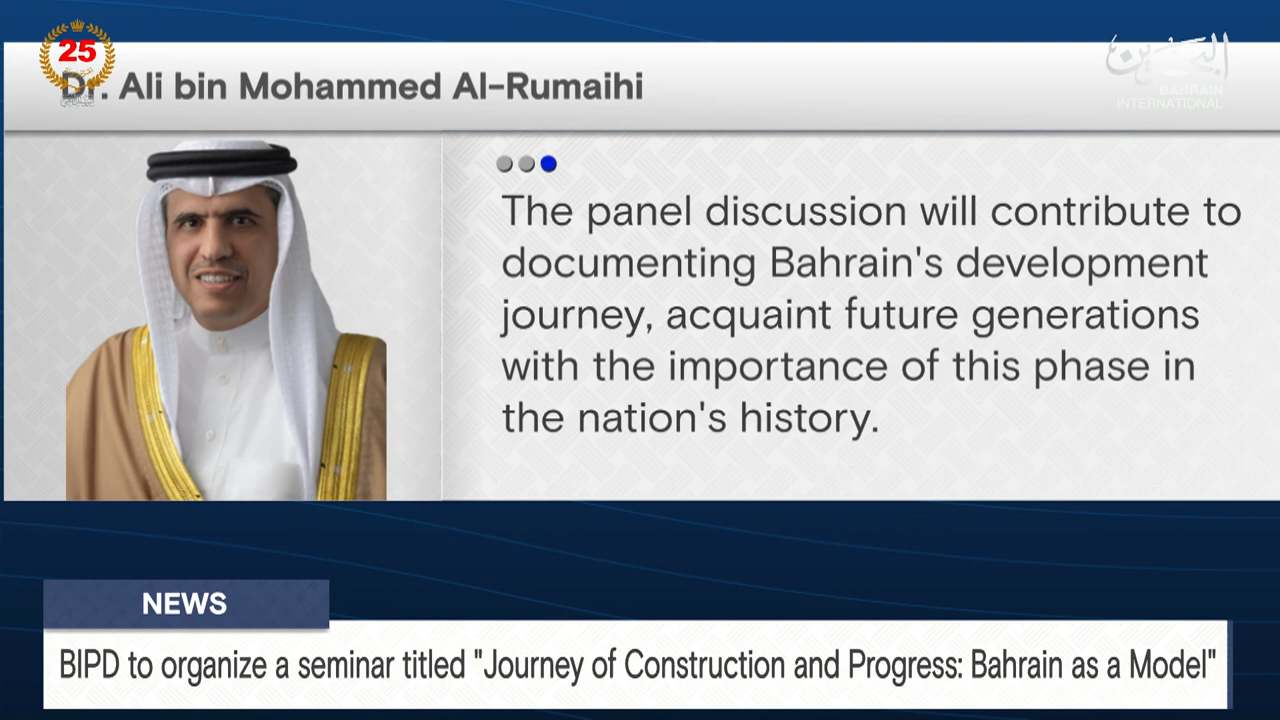 25
Dr. Ali bin Mohammed Al-Rumaihi
البحرين
BAHRAIN
INTERNATIONAL
The panel discussion will contribute to
documenting Bahrain's development
journey, acquaint future generations
with the importance of this phase in
the nation's history.
NEWS
BIPD to organize a seminar titled "Journey of Construction and Progress: Bahrain as a Model"